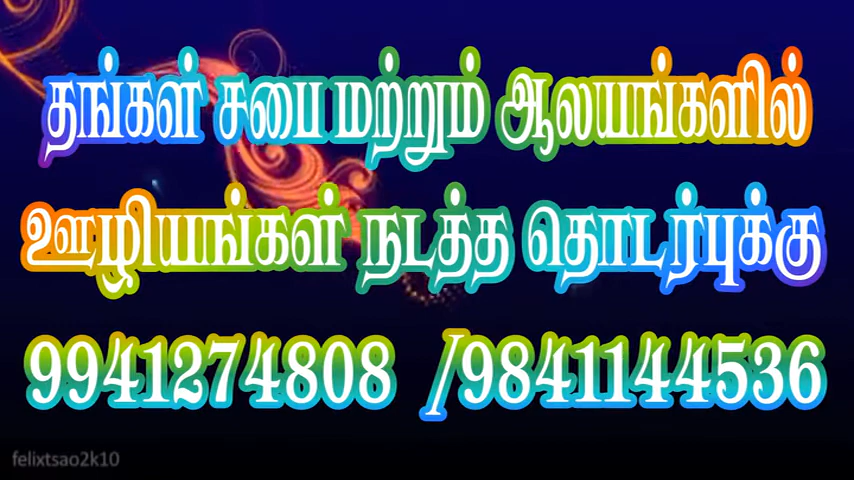 தங்கள் சபை மற்றும் ஆலயங்களில்
ஊழியங்கள் நடத்த தொடர்புக்கு
9941274808 /9841144536
felixtsao2k10